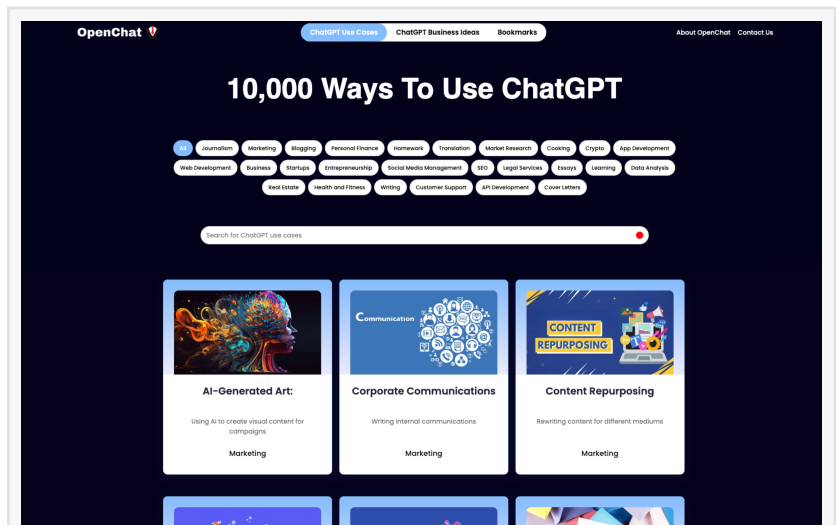 OpenChat
ChatGPT Use Cases ChatGPT Business Ideas Bookmarks
About OpenChat Contact Us
10,000 Ways To Use ChatGPT
All Journalism Marketing Blogging Personal Finance Homework Translation Market Research Cooking Crypto App Development
Web Development Business Startups Entrepreneurship Social Media Management SEO Legal Services Essays Learning Data Analysis
Real Estate Health and Fitness Writing Customer Support API Development Cover Letters
Search for ChatGPT use cases
AI-Generated Art:
Using AI to create visual content for
campaigns
Marketing
Communication
Corporate Communications
Writing internal communications
Marketing
CONTENT
REPURPOSING
Content Repurposing
Rewriting content for different mediums
Marketing